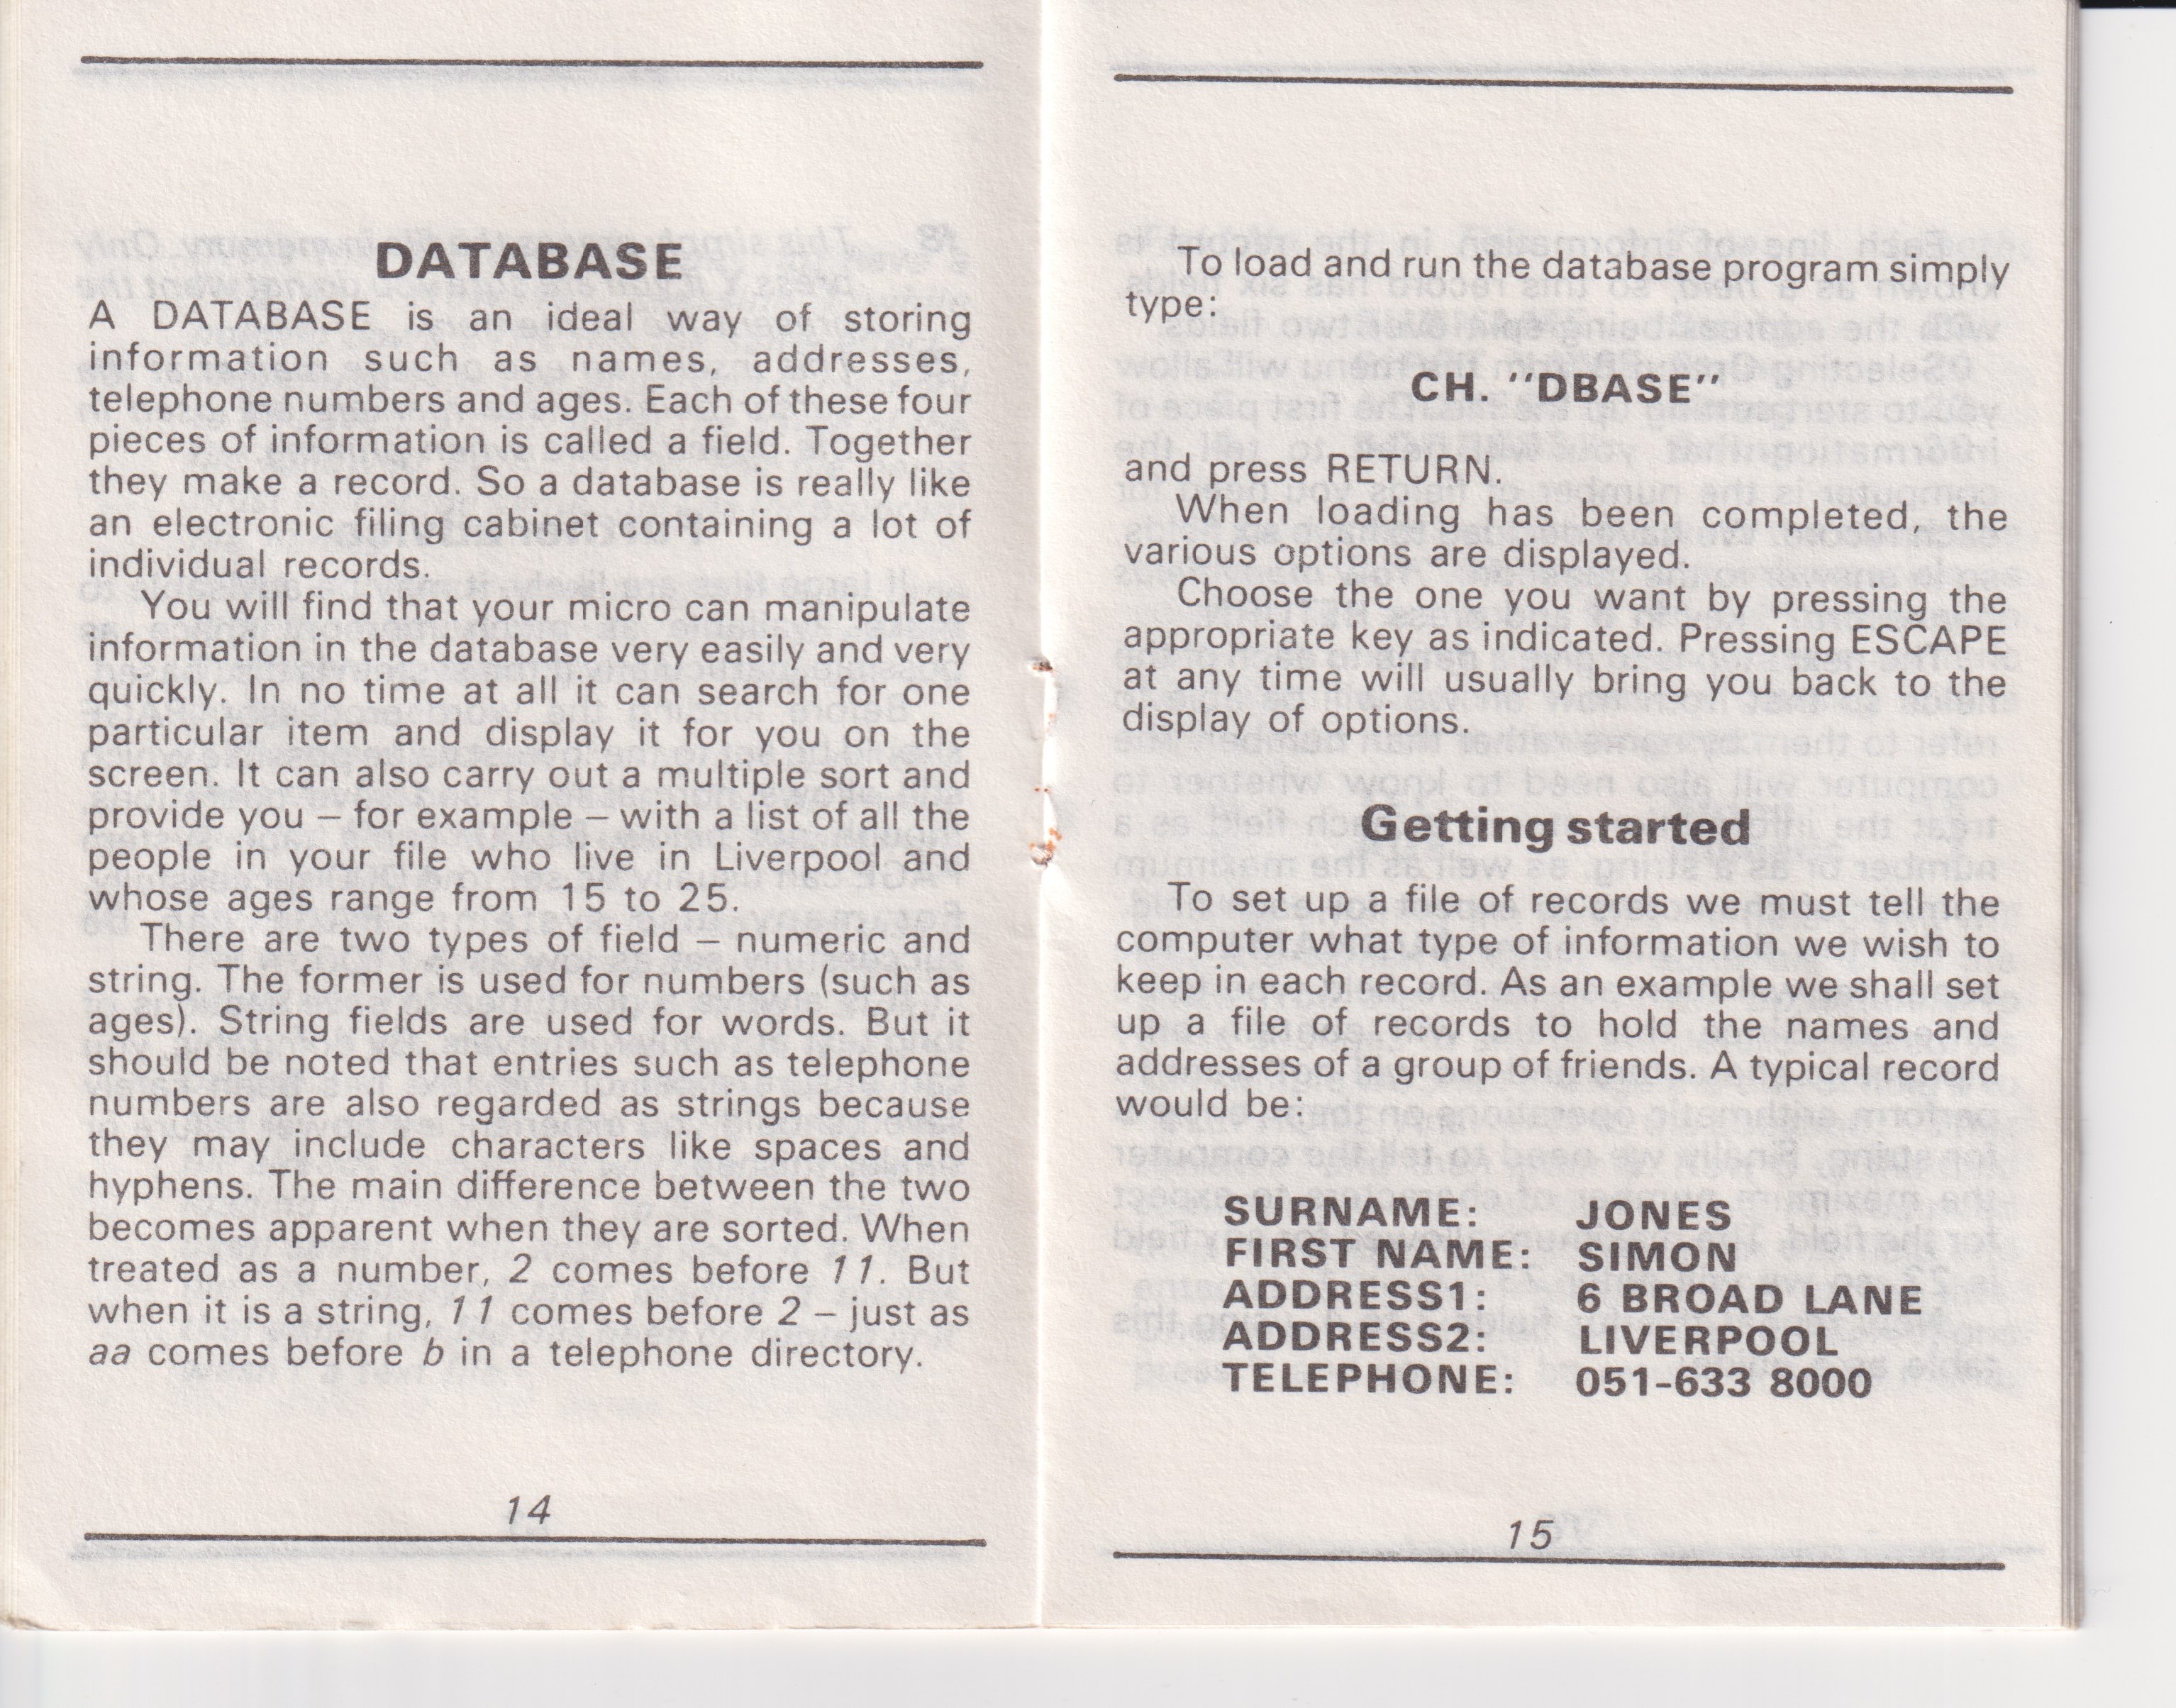 DATABASE
A DATABASE is an ideal way of storing
information such as names, addresses,
telephone numbers and ages. Each of these four
pieces of information is called a field. Together
they make a record. So a database is really like
an electronic filing cabinet containing a lot of
individual records.
You will find that your micro can manipulate
information in the database very easily and very
quickly. In no time at all it can search for one
particular item and display it for you on the
screen. It can also carry out a multiple sort and
provide you – for example – with a list of all the
people in your file who live in Liverpool and
whose ages range from 15 to 25.
There are two types of field – numeric and
string. The former is used for numbers (such as
ages). String fields are used for words. But it
should be noted that entries such as telephone
numbers are also regarded as strings because
they may include characters like spaces and
hyphens. The main difference between the two
becomes apparent when they are sorted. When
treated as a number, 2 comes before 11. But
when it is a string, 11 comes before 2 – just as
aa comes before b in a telephone directory.
14
To load and run the database program simply
type:
CH. "DBASE"
and press RETURN.
When loading has been completed, the
various options are displayed.
Choose the one you want by pressing the
appropriate key as indicated. Pressing ESCAPE
at any time will usually bring you back to the
display of options.
Getting started
To set up a file of records we must tell the
computer what type of information we wish to
keep in each record. As an example we shall set
up a file of records to hold the names and
addresses of a group of friends. A typical record
would be:
SURNAME: JONES
FIRST NAME: SIMON
ADDRESS1: 6 BROAD LANE
ADDRESS2: LIVERPOOL
TELEPHONE: 051-633 8000
15